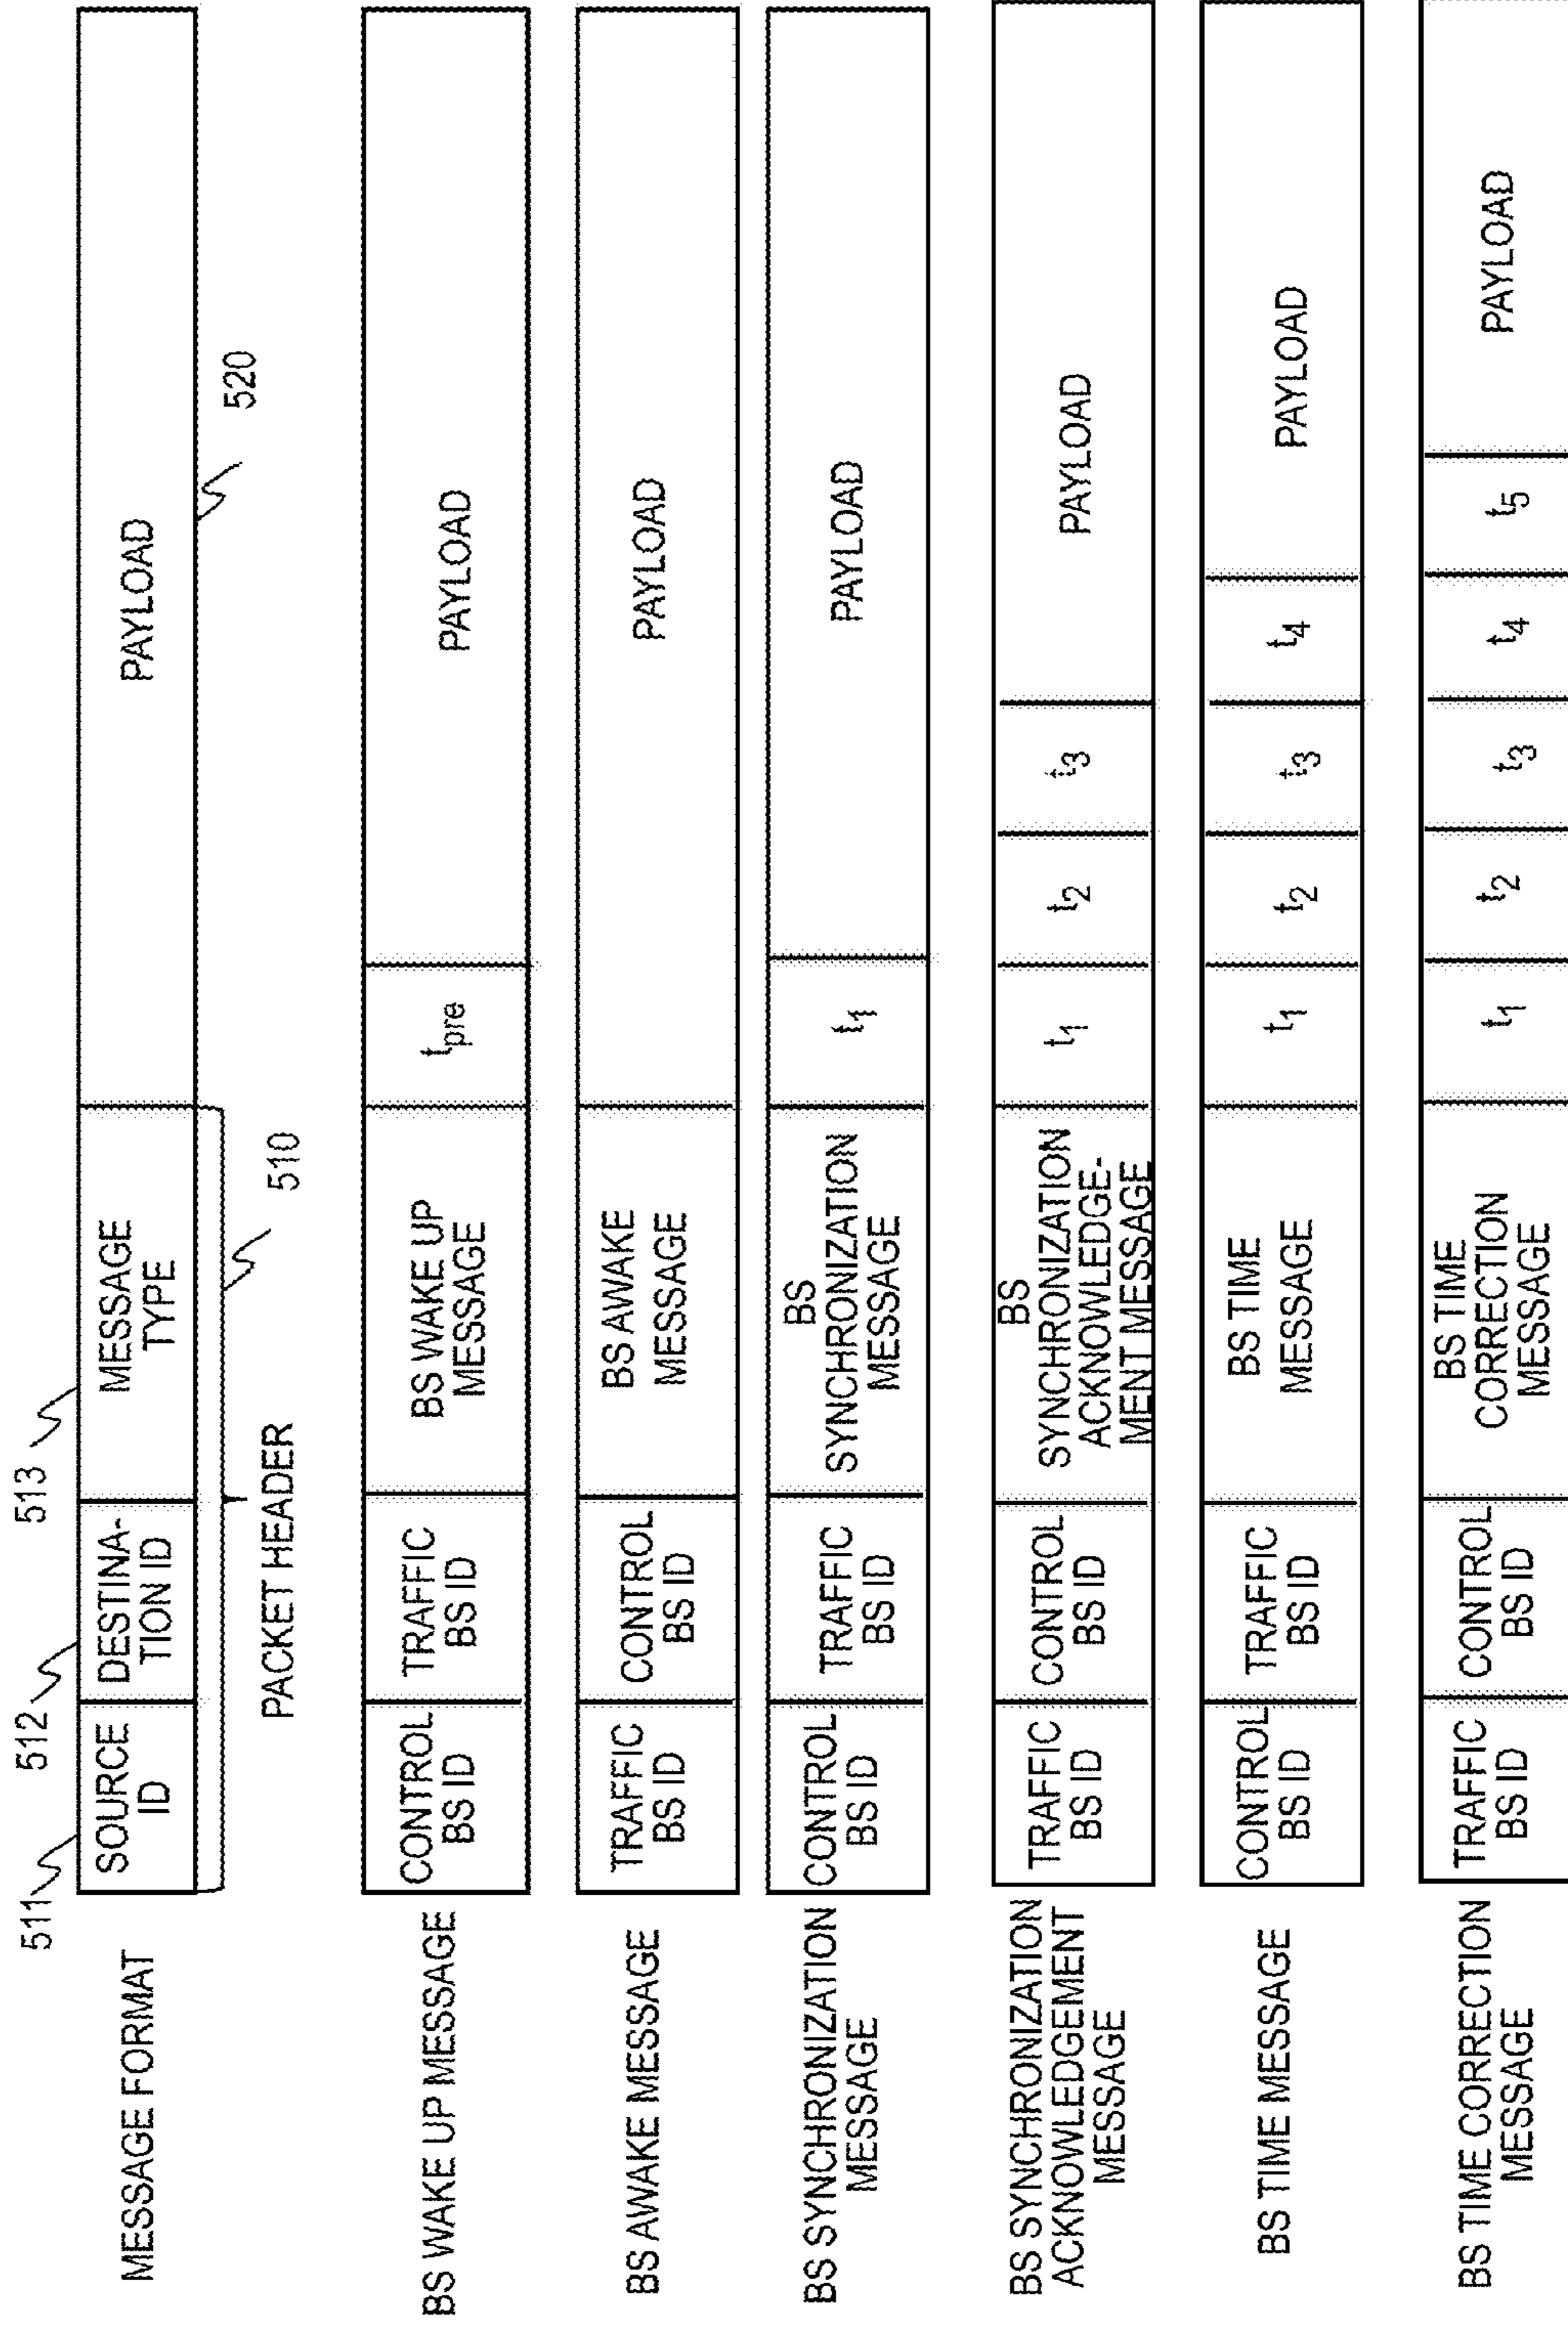 511
512
513
MESSAGE FORMAT
SOURCE
ID
DESTINA-
TION ID
MESSAGE
TYPE
PAYLOAD
PACKET HEADER
510
520
BS WAKE UP MESSAGE
CONTROL
BS ID
TRAFFIC
BS ID
BS WAKE UP
MESSAGE
tpre
PAYLOAD
BS AWAKE MESSAGE
TRAFFIC
BS ID
CONTROL
BS ID
BS AWAKE
MESSAGE
PAYLOAD
BS SYNCHRONIZATION
MESSAGE
CONTROL
BS ID
TRAFFIC
BS ID
BS
SYNCHRONIZATION
MESSAGE
t1
PAYLOAD
BS SYNCHRONIZATION
ACKNOWLEDGEMENT
MESSAGE
TRAFFIC
BS ID
CONTROL
BS ID
BS
SYNCHRONIZATION
ACKNOWLEDGE-
MENT MESSAGE
t1
t2
t3
PAYLOAD
BS TIME MESSAGE
CONTROL
BS ID
TRAFFIC
BS ID
BS TIME
MESSAGE
t1
t2
t3
t4
PAYLOAD
BS TIME CORRECTION
MESSAGE
TRAFFIC
BS ID
CONTROL
BS ID
BS TIME
CORRECTION
MESSAGE
t1
t2
t3
t4
t5
PAYLOAD